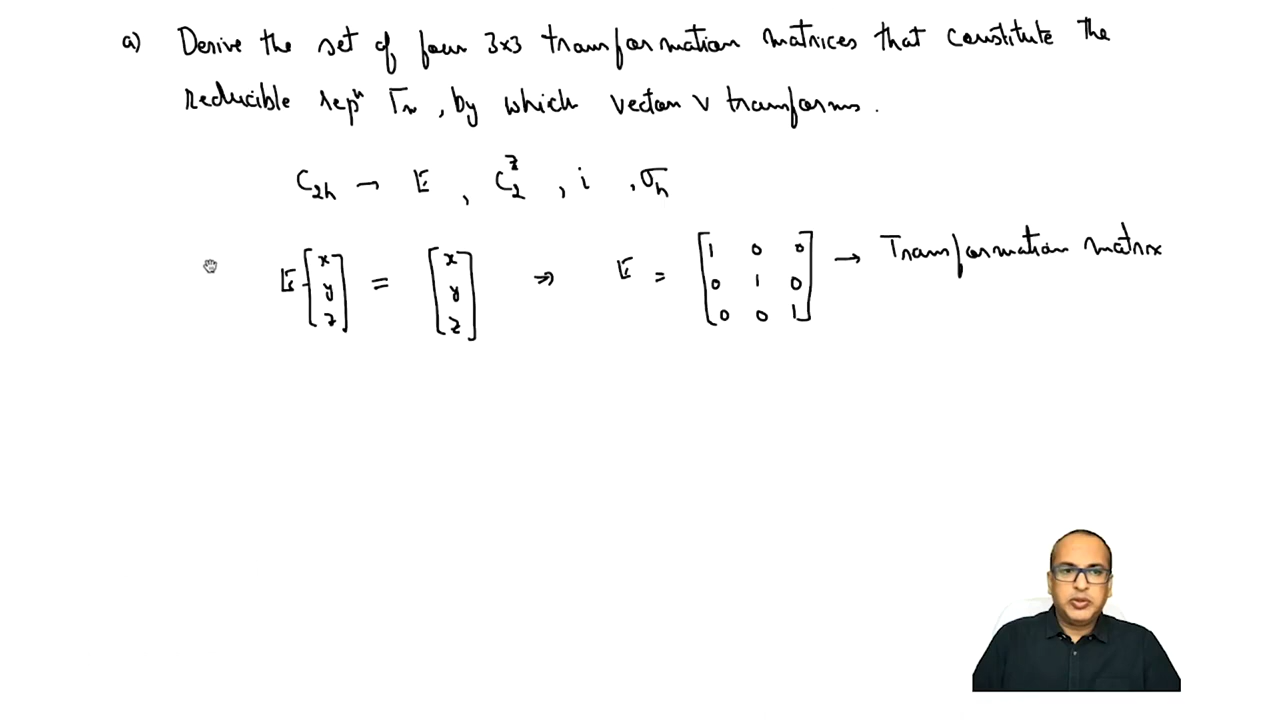 a) Derive the set of four 3x3 transformation matrices that constitute the
reducible repⁿ Γm, by which vector v transforms.
C₂ₕ → E, C₂ᶻ, i, σₕ
E [x y z] = [x y z] ⇒ E = [1 0 0 0 1 0 0 0 1] → Transformation matrix